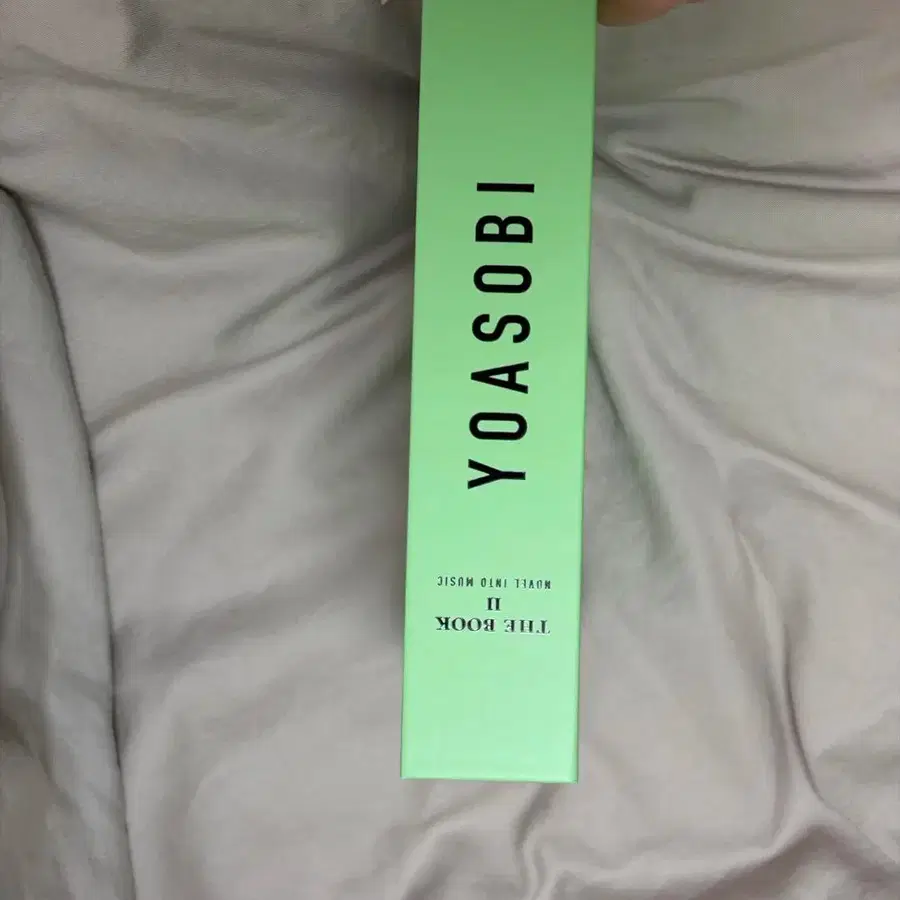 THE BOOK
II
NOVEL INTO MUSIC
YOASOBI